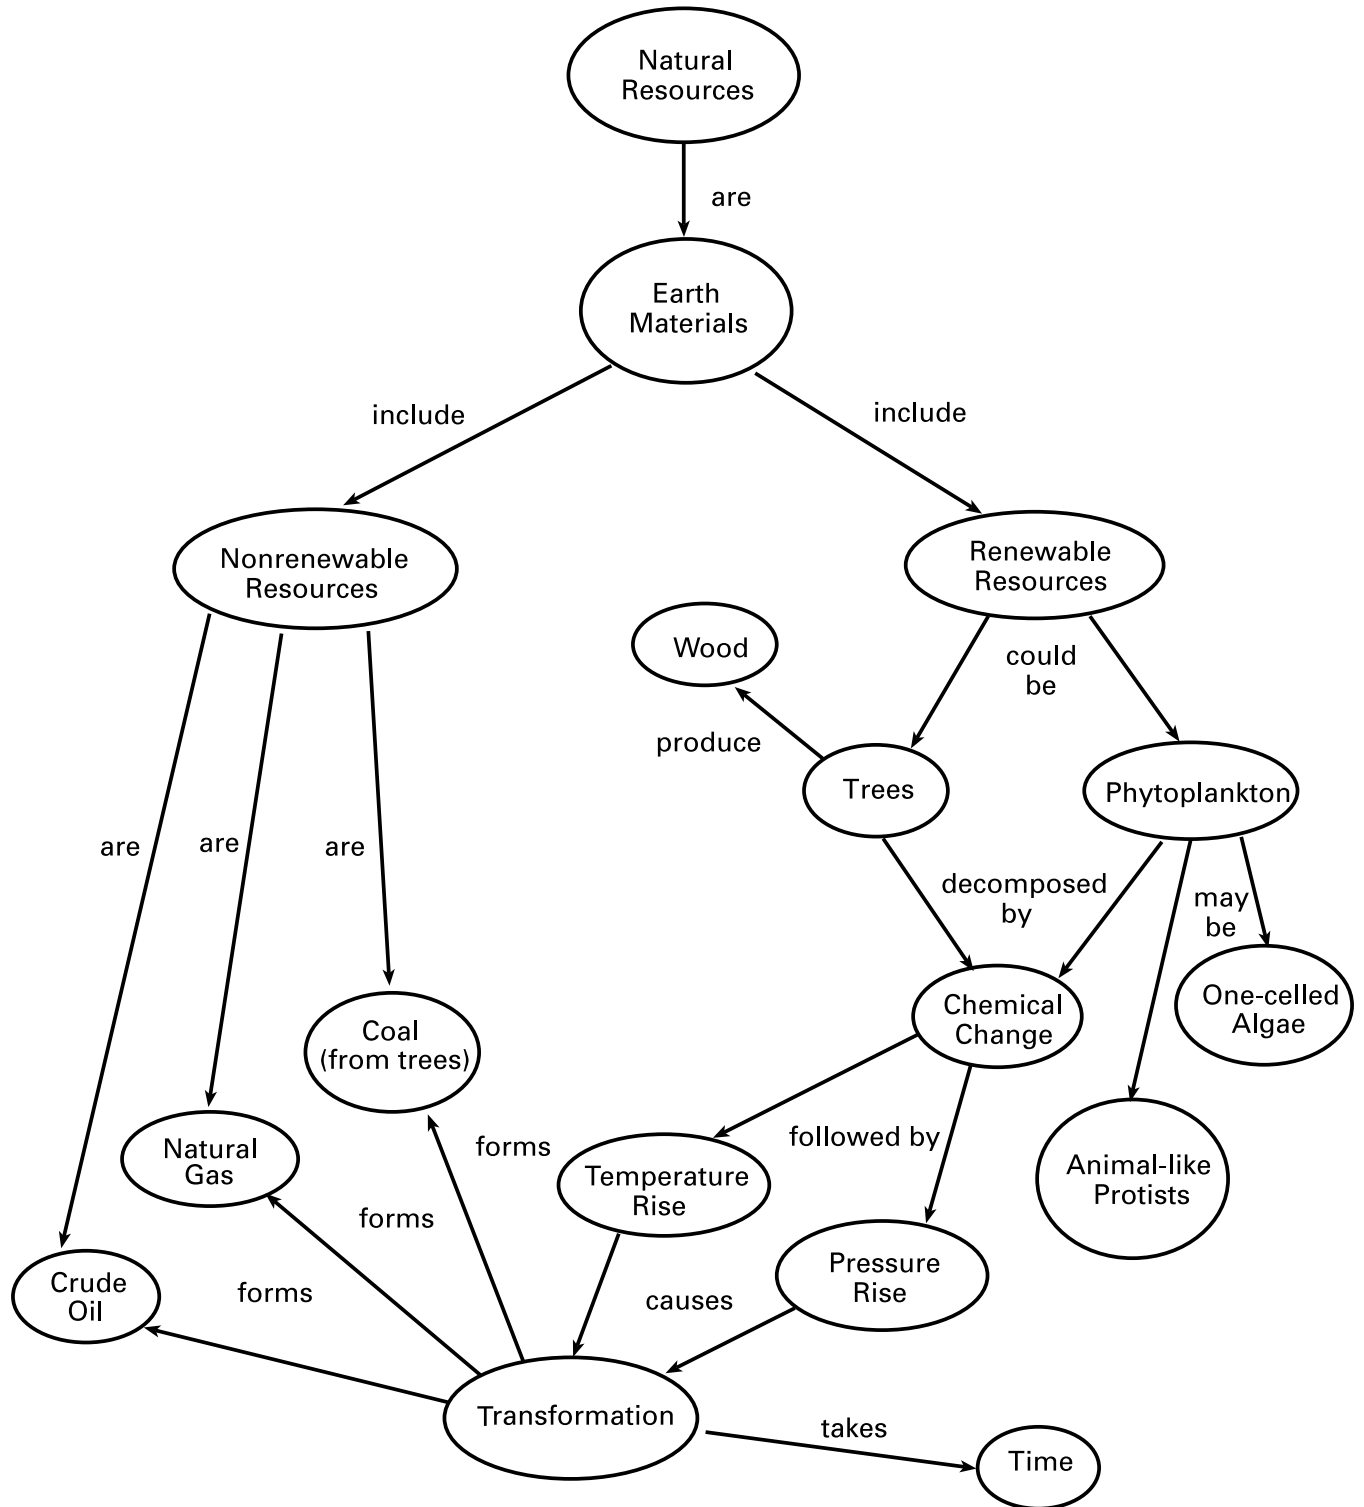 Natural
Resources
are
Earth
Materials
include
include
Nonrenewable
Resources
Renewable
Resources
Wood
could
be
produce
Trees
Phytoplankton
are
are
are
decomposed
by
may
be
One-celled
Algae
Chemical
Change
Coal
(from trees)
Natural
Gas
forms
followed by
Temperature
Rise
Animal-like
Protists
forms
Crude
Oil
forms
Pressure
Rise
causes
Transformation
takes
Time